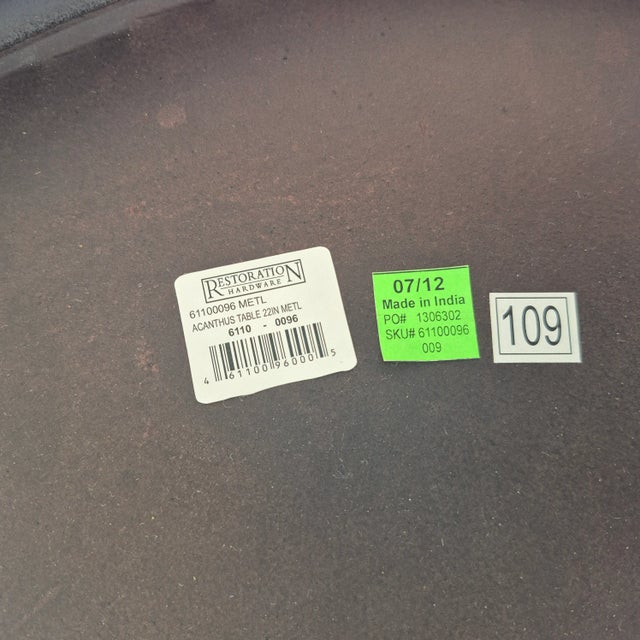 RESTORATION
HARDWARE
61100096 METL
ACANTHUS TABLE 22IN METL
6110 - 0096
4 61100 96000 5
07/12
Made in India
PO# 1306302
SKU# 61100096
009
109